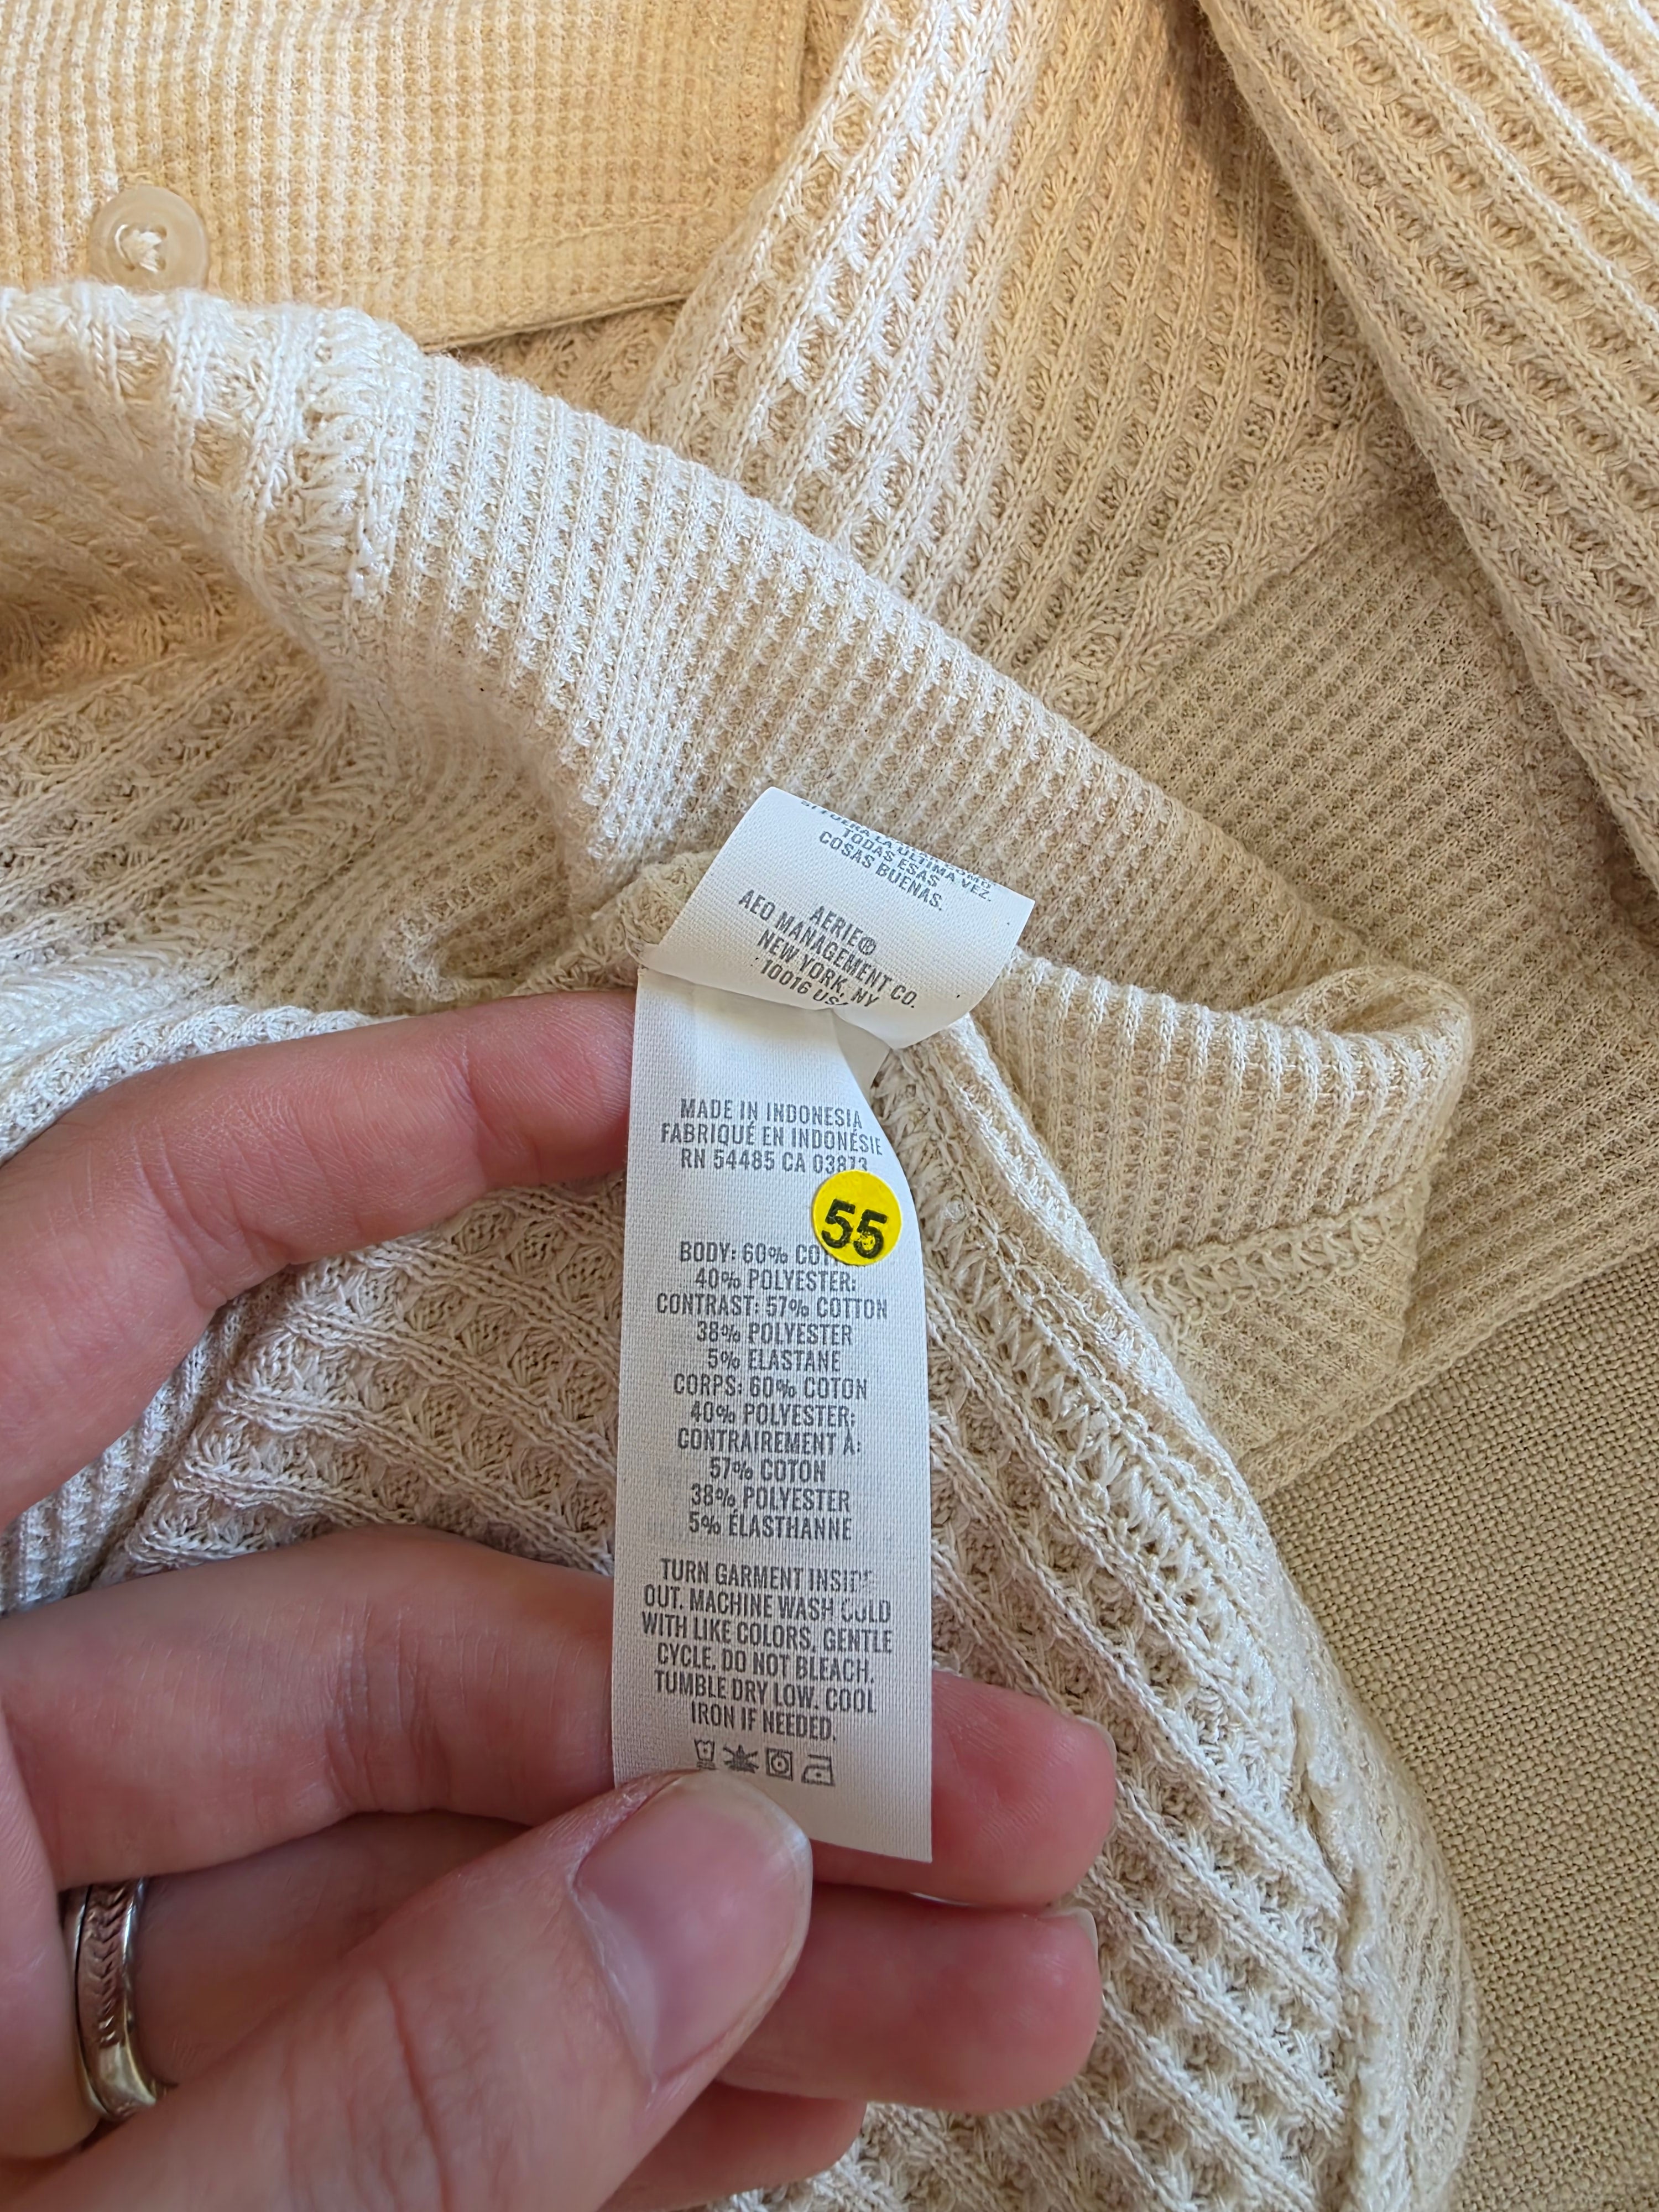 TODAS ESAS
COSAS BUENAS.
AERIE®
AEO MANAGEMENT CO.
NEW YORK, NY
10016
MADE IN INDONESIA
FABRIQUÉ EN INDONÉSIE
RN 54485 CA 03873
55
BODY: 60%
40% POLYESTER;
CONTRAST: 57% COTTON
38% POLYESTER
5% ELASTANE
CORPS: 60% COTON
40% POLYESTER;
CONTRAIREMENT À:
57% COTON
38% POLYESTER
5% ÉLASTHANNE
TURN GARMENT INSIDE
OUT. MACHINE WASH COLD
WITH LIKE COLORS, GENTLE
CYCLE. DO NOT BLEACH.
TUMBLE DRY LOW. COOL
IRON IF NEEDED.